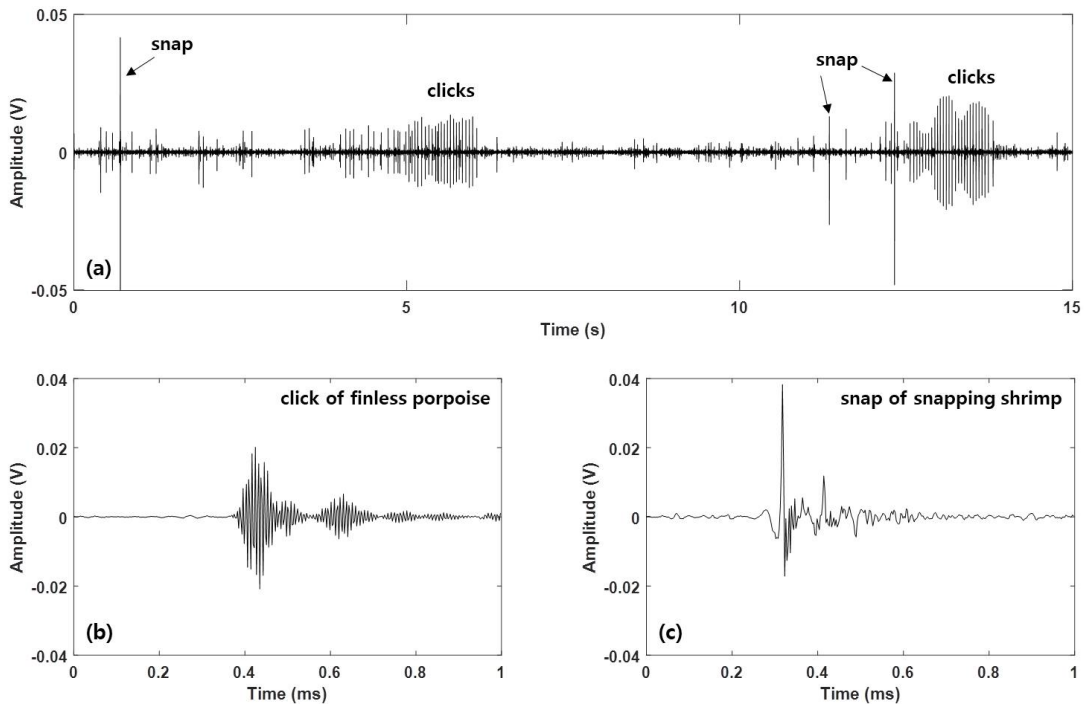 0.05
snap
snap
clicks
clicks
Amplitude (V)
0
(a)
-0.05
0
5
10
15
Time (s)
0.04
click of finless porpoise
0.02
Amplitude (V)
0
-0.02
(b)
-0.04
0
0.2
0.4
0.6
0.8
1
Time (ms)
0.04
snap of snapping shrimp
0.02
Amplitude (V)
0
-0.02
(c)
-0.04
0
0.2
0.4
0.6
0.8
1
Time (ms)